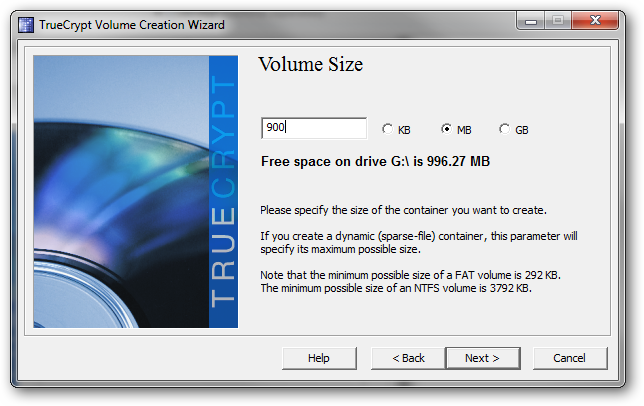 TrueCrypt Volume Creation Wizard
TRUECRYPT
Volume Size
900
KB
MB
GB
Free space on drive G:\ is 996.27 MB
Please specify the size of the container you want to create.
If you create a dynamic (sparse-file) container, this parameter will
specify its maximum possible size.
Note that the minimum possible size of a FAT volume is 292 KB.
The minimum possible size of an NTFS volume is 3792 KB.
Help
< Back
Next >
Cancel